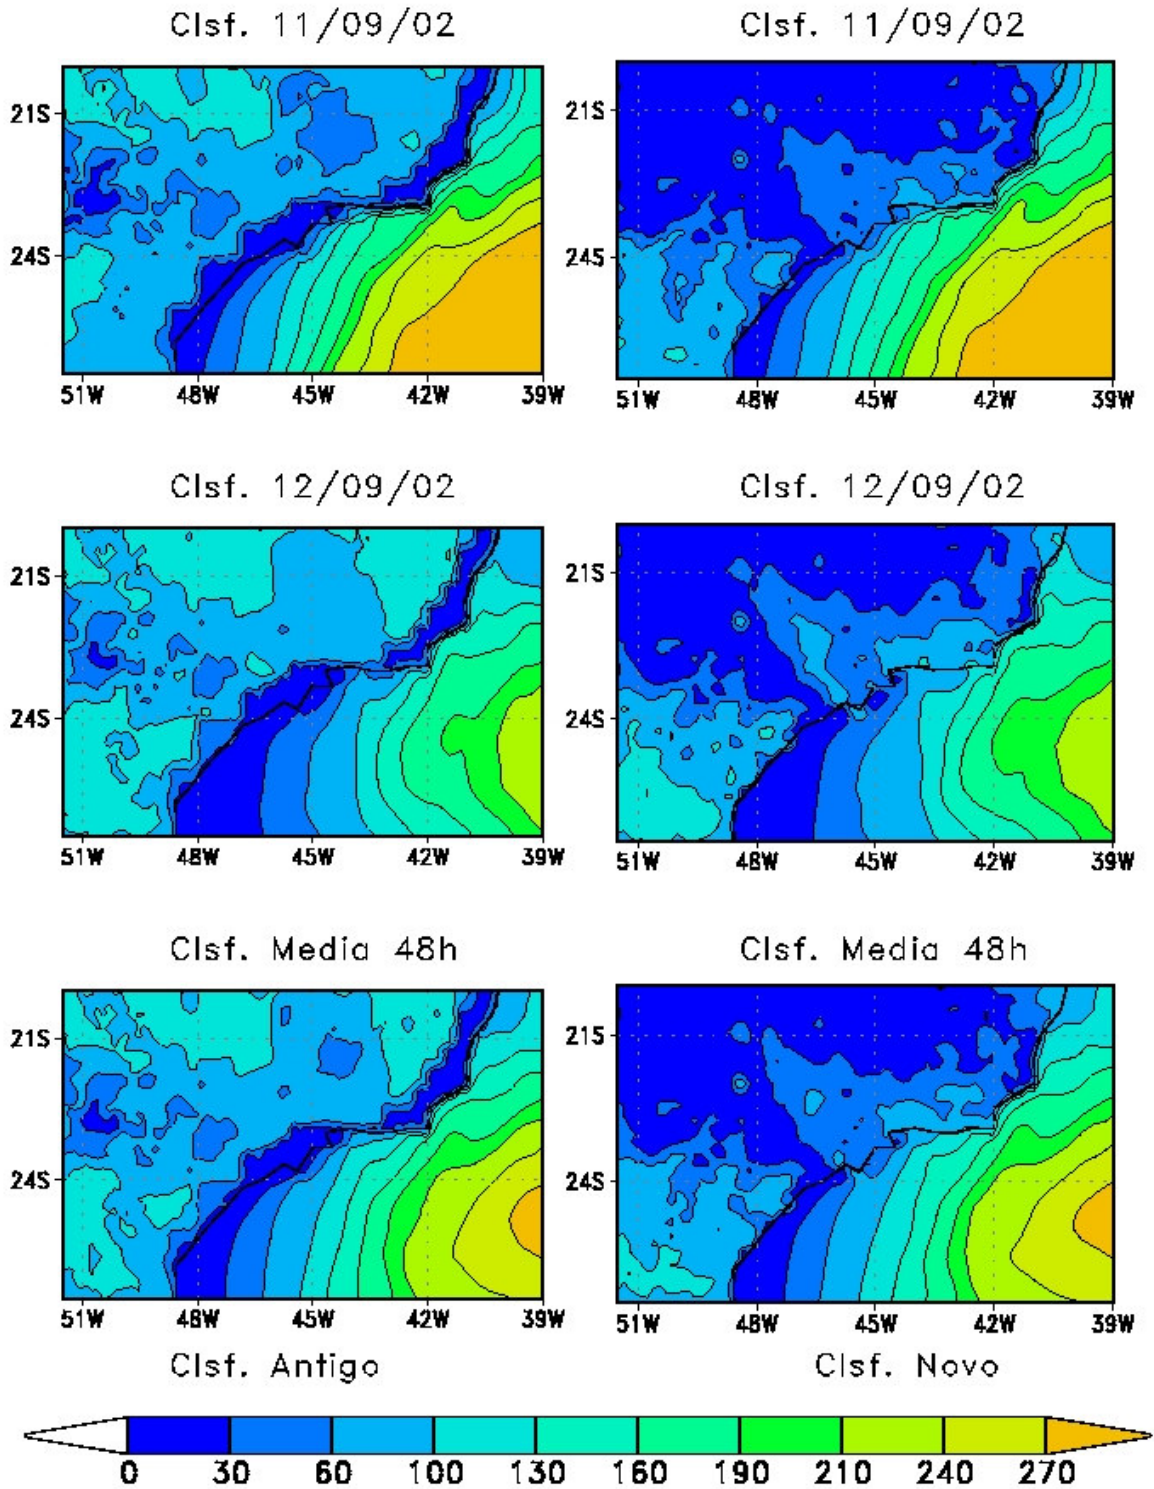 Clsf. 11/09/02
Clsf. 11/09/02
21S
24S
51W 48W 45W 42W 39W
21S
24S
51W 48W 45W 42W 39W
Clsf. 12/09/02
Clsf. 12/09/02
21S
24S
51W 48W 45W 42W 39W
21S
24S
51W 48W 45W 42W 39W
Clsf. Media 48h
Clsf. Media 48h
21S
24S
51W 48W 45W 42W 39W
21S
24S
51W 48W 45W 42W 39W
Clsf. Antigo
Clsf. Novo
0 30 60 100 130 160 190 210 240 270